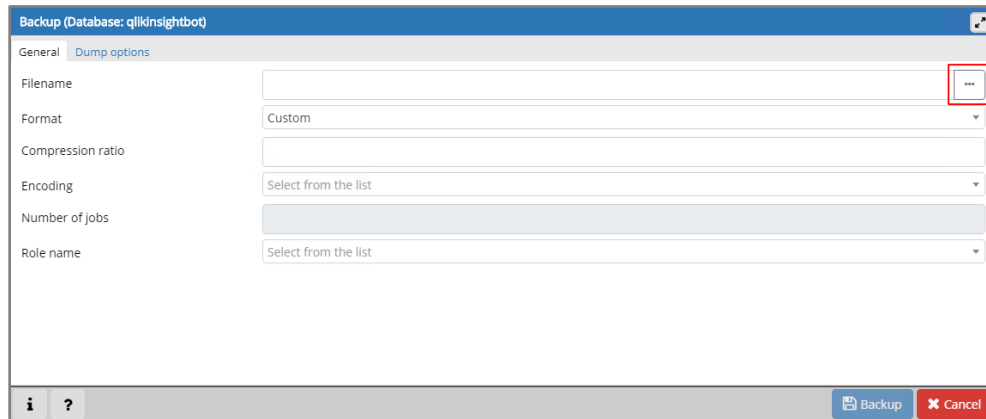 Backup (Database: qlikinsightbot)
General Dump options
Filename ...
Format Custom
Compression ratio
Encoding Select from the list
Number of jobs
Role name Select from the list
i ? Backup Cancel